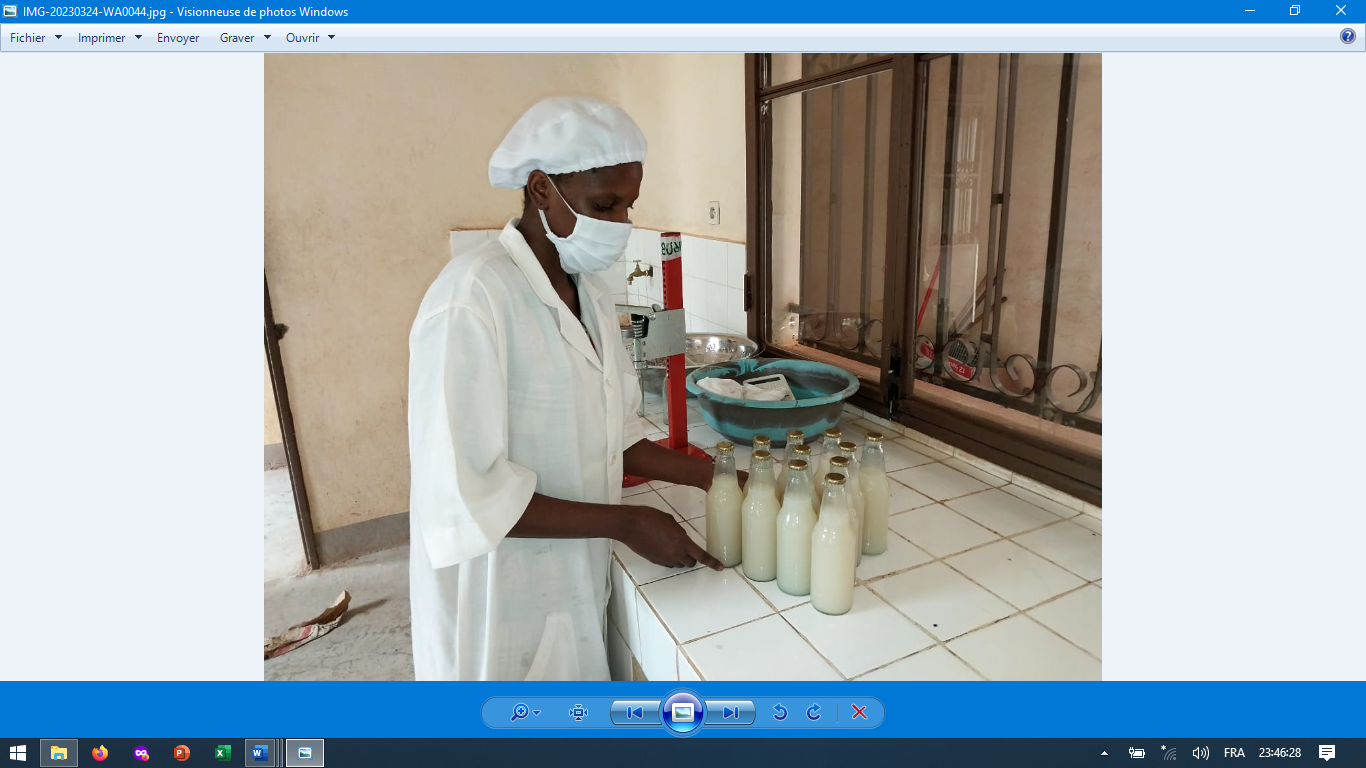 IMG-20230324-WA0044.jpg - Visionneuse de photos Windows
Fichier Imprimer Envoyer Graver Ouvrir
FRA 23:46:28